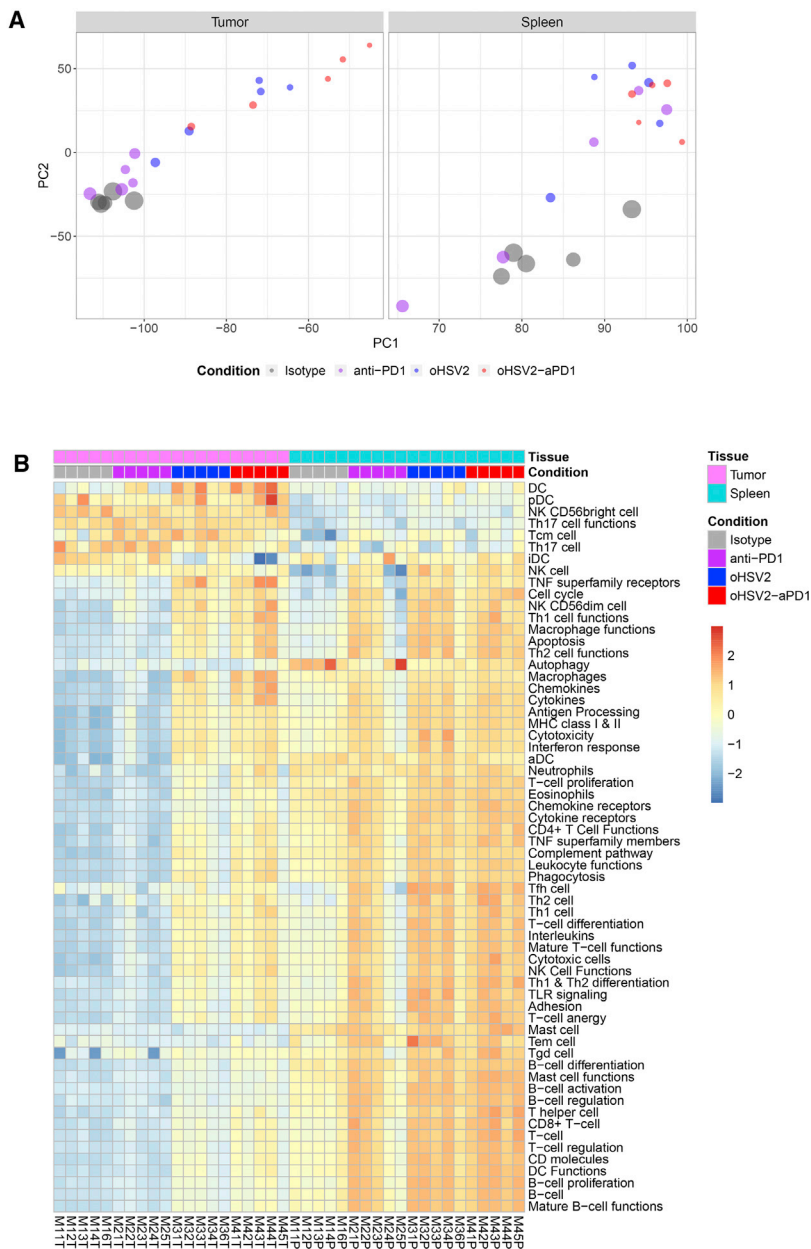 A
Tumor
Spleen
50
0
−50
PC2
−100
−80
−60
70
80
90
100
PC1
Condition Isotype anti−PD1 oHSV2 oHSV2−aPD1
B
Tissue
Condition
DC
pDC
NK CD56bright cell
Th17 cell functions
Tcm cell
Th17 cell
iDC
NK cell
TNF superfamily receptors
Cell cycle
NK CD56dim cell
Th1 cell functions
Macrophage functions
Apoptosis
Th2 cell functions
Autophagy
Macrophages
Chemokines
Cytokines
Antigen Processing
MHC class I & II
Cytotoxicity
Interferon response
aDC
Neutrophils
T−cell proliferation
Eosinophils
Chemokine receptors
Cytokine receptors
CD4+ T Cell Functions
TNF superfamily members
Complement pathway
Leukocyte functions
Phagocytosis
Tfh cell
Th2 cell
Th1 cell
T−cell differentiation
Interleukins
Mature T−cell functions
Cytotoxic cells
NK Cell Functions
Th1 & Th2 differentiation
TLR signaling
Adhesion
T−cell anergy
Mast cell
Tem cell
Tgd cell
B−cell differentiation
Mast cell functions
B−cell activation
B−cell regulation
T helper cell
CD8+ T−cell
T−cell
T−cell regulation
CD molecules
DC Functions
B−cell proliferation
B−cell
Mature B−cell functions
M11T
M12T
M13T
M14T
M16T
M21T
M22T
M23T
M24T
M25T
M31T
M32T
M33T
M34T
M36T
M41T
M42T
M43T
M44T
M45T
M11P
M12P
M13P
M14P
M16P
M21P
M22P
M23P
M24P
M25P
M31P
M32P
M33P
M34P
M36P
M41P
M42P
M43P
M44P
M45P
Tissue
Tumor
Spleen
Condition
Isotype
anti−PD1
oHSV2
oHSV2−aPD1
2
1
0
−1
−2